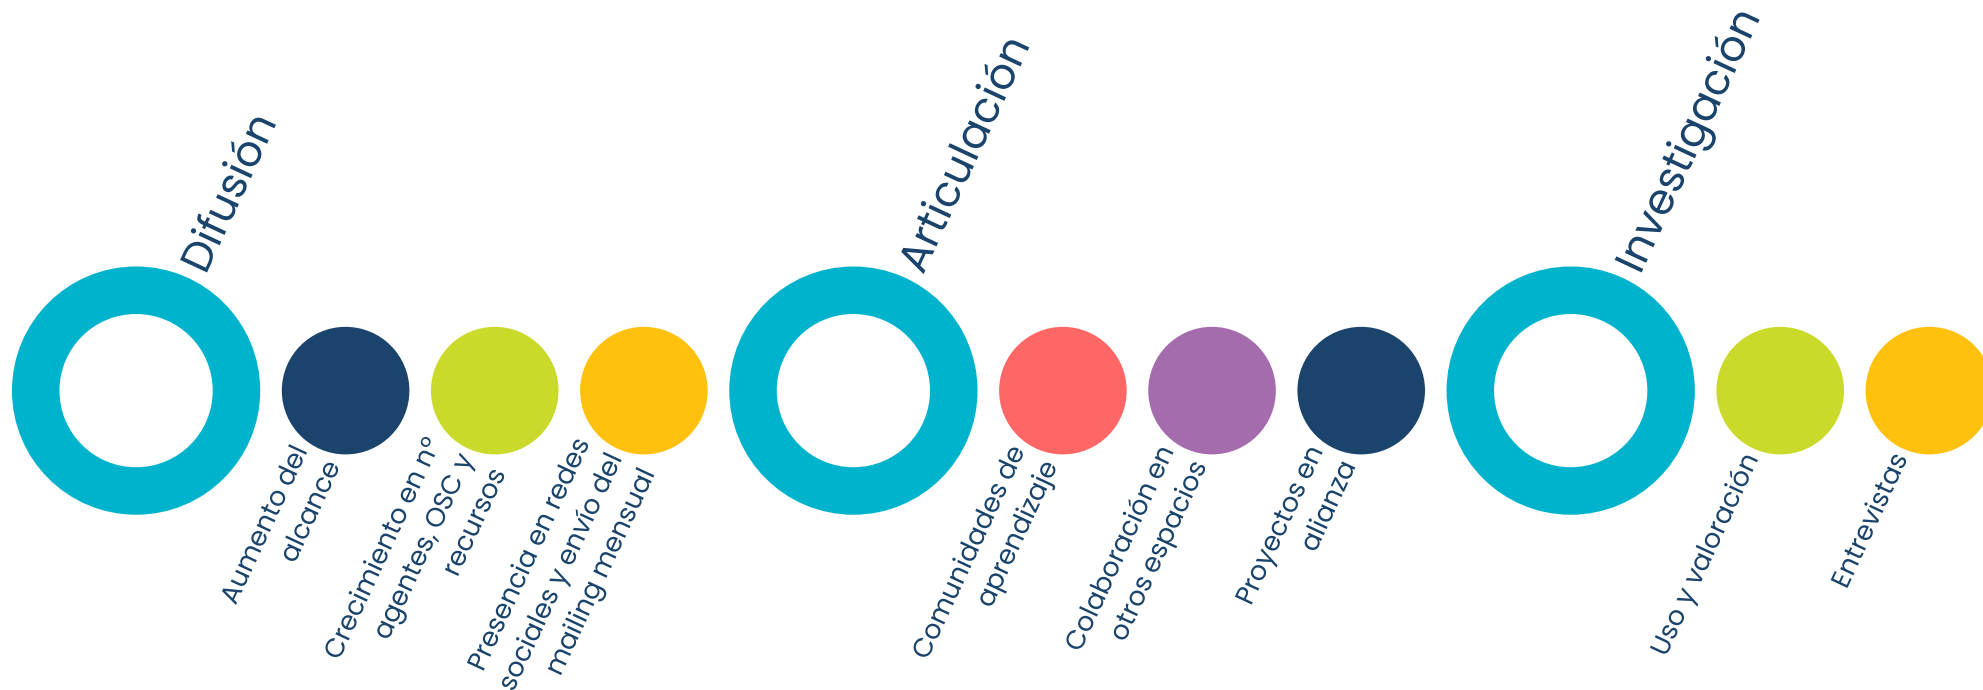 Difusión
Aumento del
alcance
Crecimiento en nº
agentes, OSC y
recursos
Presencia en redes
sociales y envío del
mailing mensual
Articulación
Comunidades de
aprendizaje
Colaboración en
otros espacios
Proyectos en
alianza
Investigación
Uso y valoración
Entrevistas